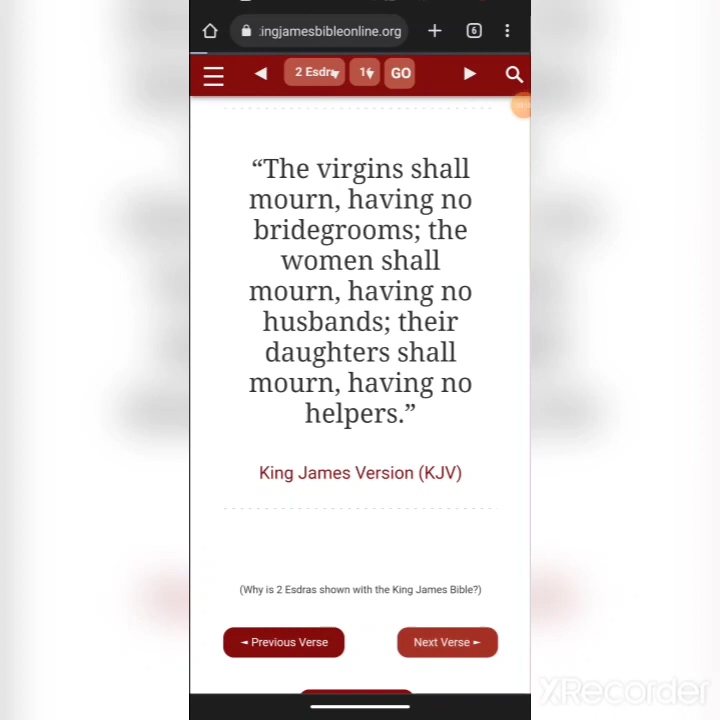 :ingjamesbibleonline.org
6
2 Esdra
GO
“The virgins shall
mourn, having no
bridegrooms; the
women shall
mourn, having no
husbands; their
daughters shall
mourn, having no
helpers.”
King James Version (KJV)
(Why is 2 Esdras shown with the King James Bible?)
◄ Previous Verse
Next Verse ►
XRecorder